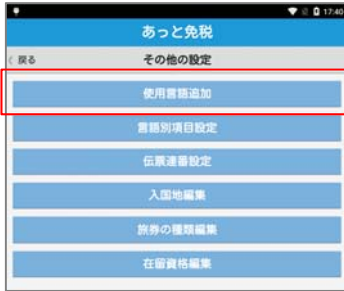 17:40
あっと免税
戻る
その他の設定
使用言語追加
言語別項目設定
伝票連番設定
入国地編集
旅券の種類編集
在留資格編集